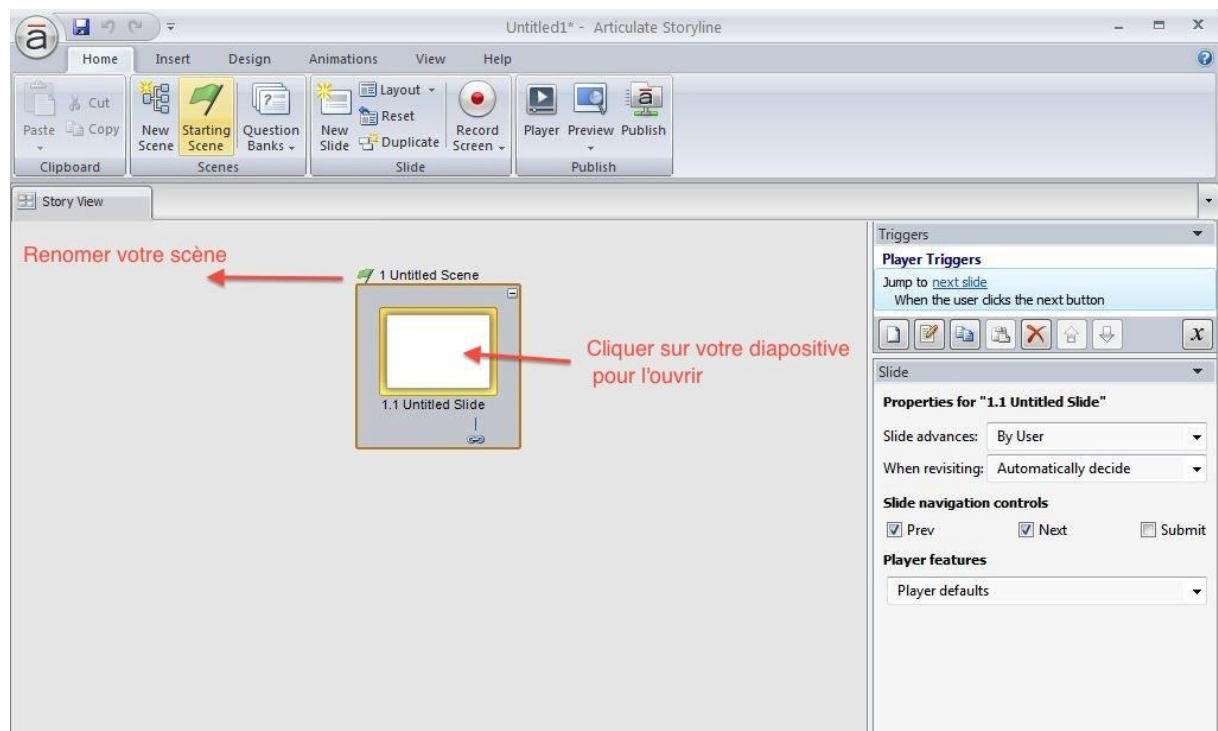 Untitled1* - Articulate Storyline
Home Insert Design Animations View Help
Paste Cut Copy
Clipboard
New Scene Starting Scene Question Banks
Scenes
New Slide Layout Reset Duplicate Record Screen
Slide
Player Preview Publish
Publish
Story View
Renomer votre scène
1 Untitled Scene
Cliquer sur votre diapositive
pour l'ouvrir
1.1 Untitled Slide
Triggers
Player Triggers
Jump to next slide
When the user clicks the next button
Slide
Properties for "1.1 Untitled Slide"
Slide advances: By User
When revisiting: Automatically decide
Slide navigation controls
Prev Next Submit
Player features
Player defaults